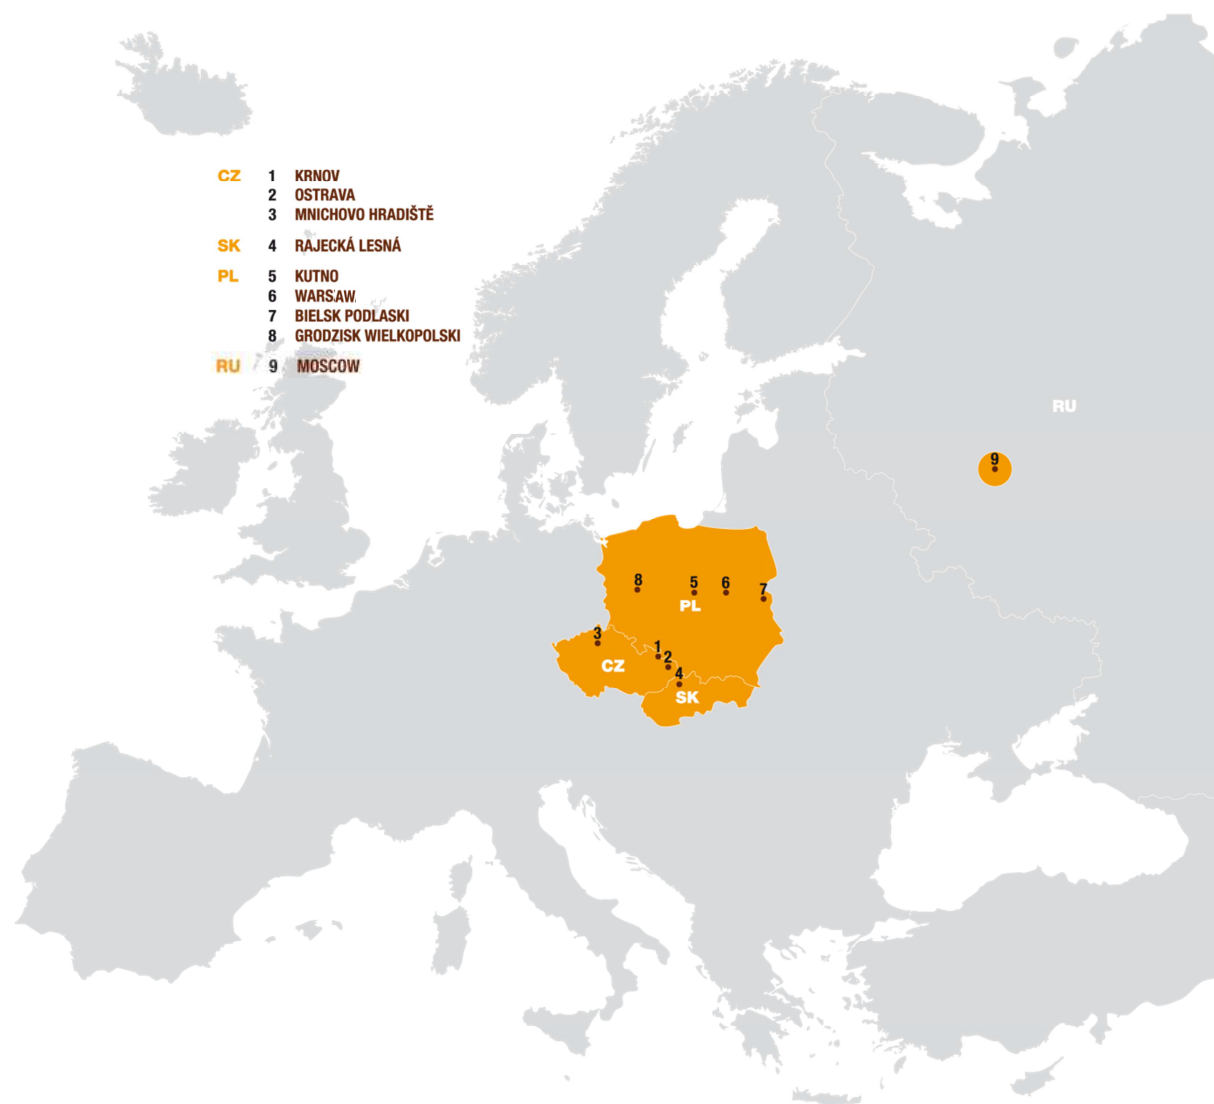 CZ 1 KRNOV
2 OSTRAVA
3 MNICHOVO HRADIŠTĚ
SK 4 RAJECKÁ LESNÁ
PL 5 KUTNO
6 WARSAW
7 BIELSK PODLASKI
8 GRODZISK WIELKOPOLSKI
RU 9 MOSCOW
RU
9
8
5
6
7
PL
3
1
2
CZ
4
SK